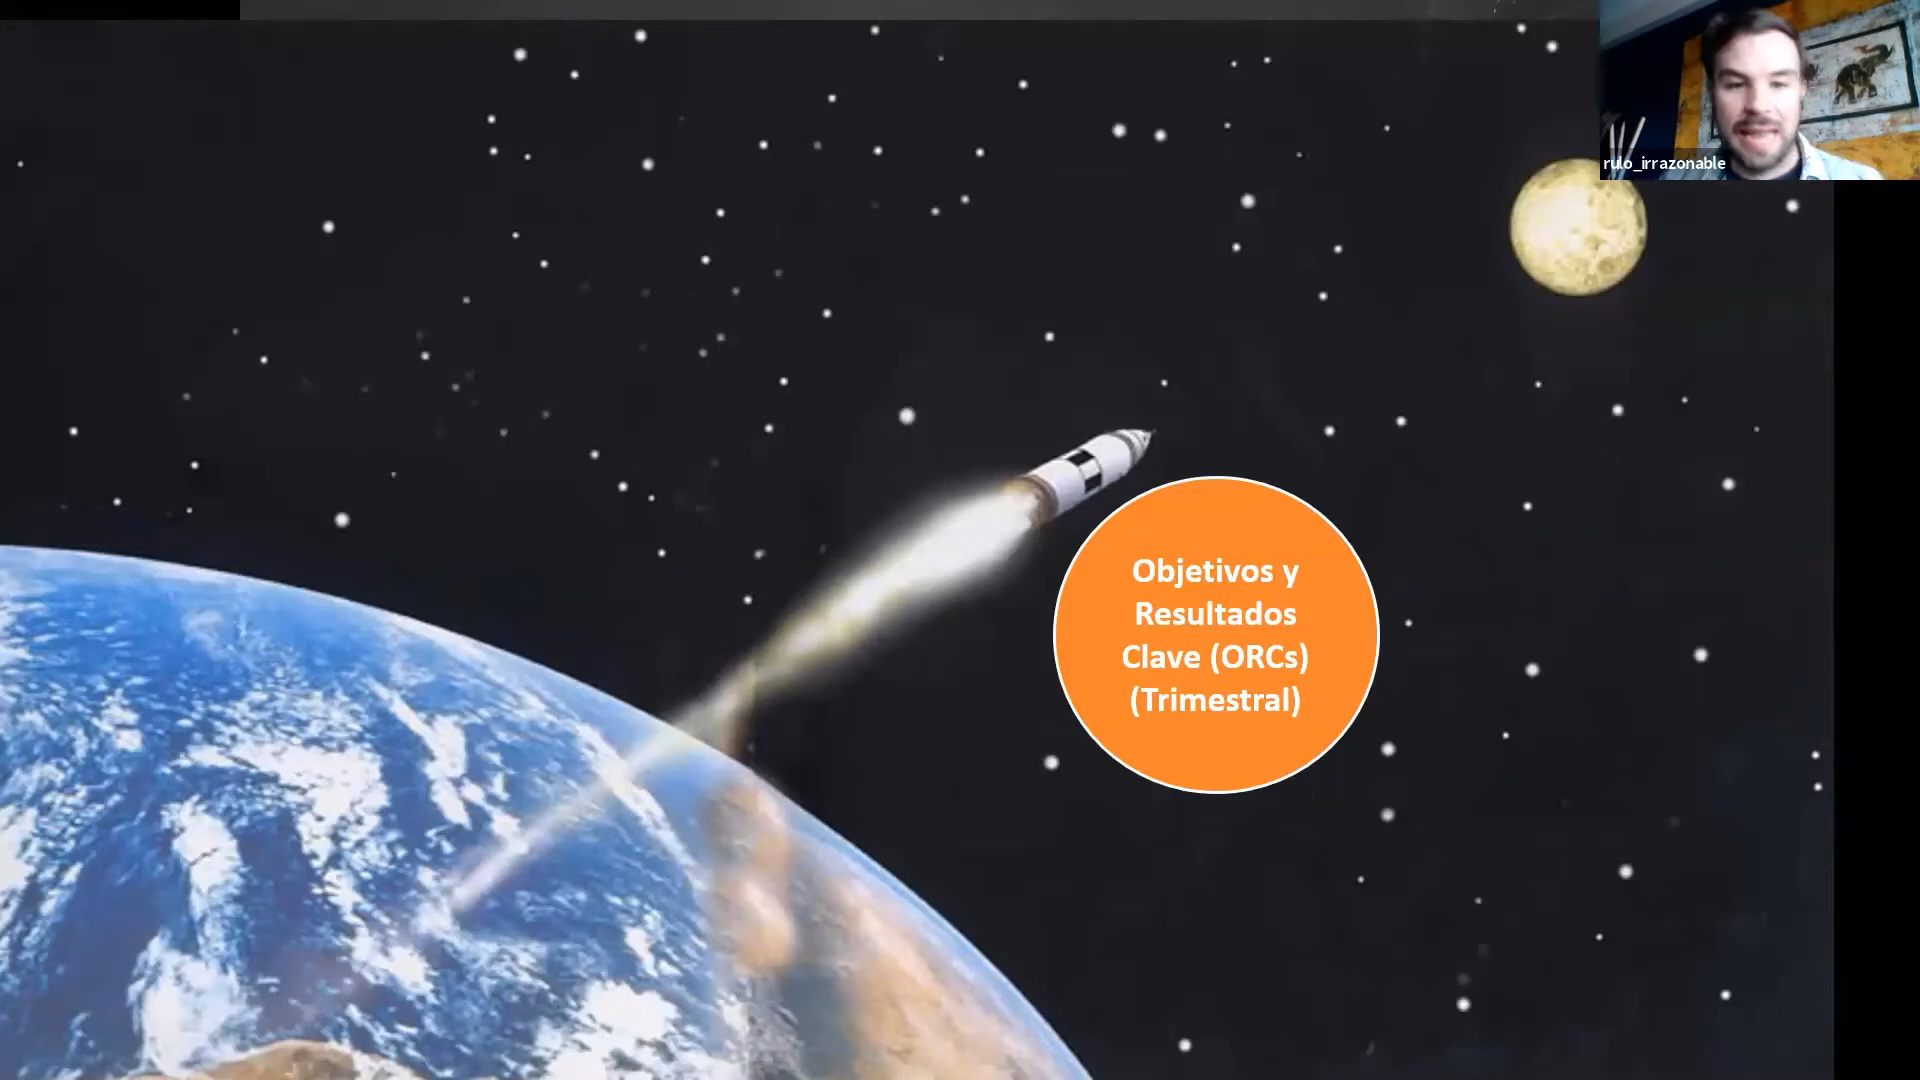 rulo_irrazonable
Objetivos y
Resultados
Clave (ORCs)
(Trimestral)